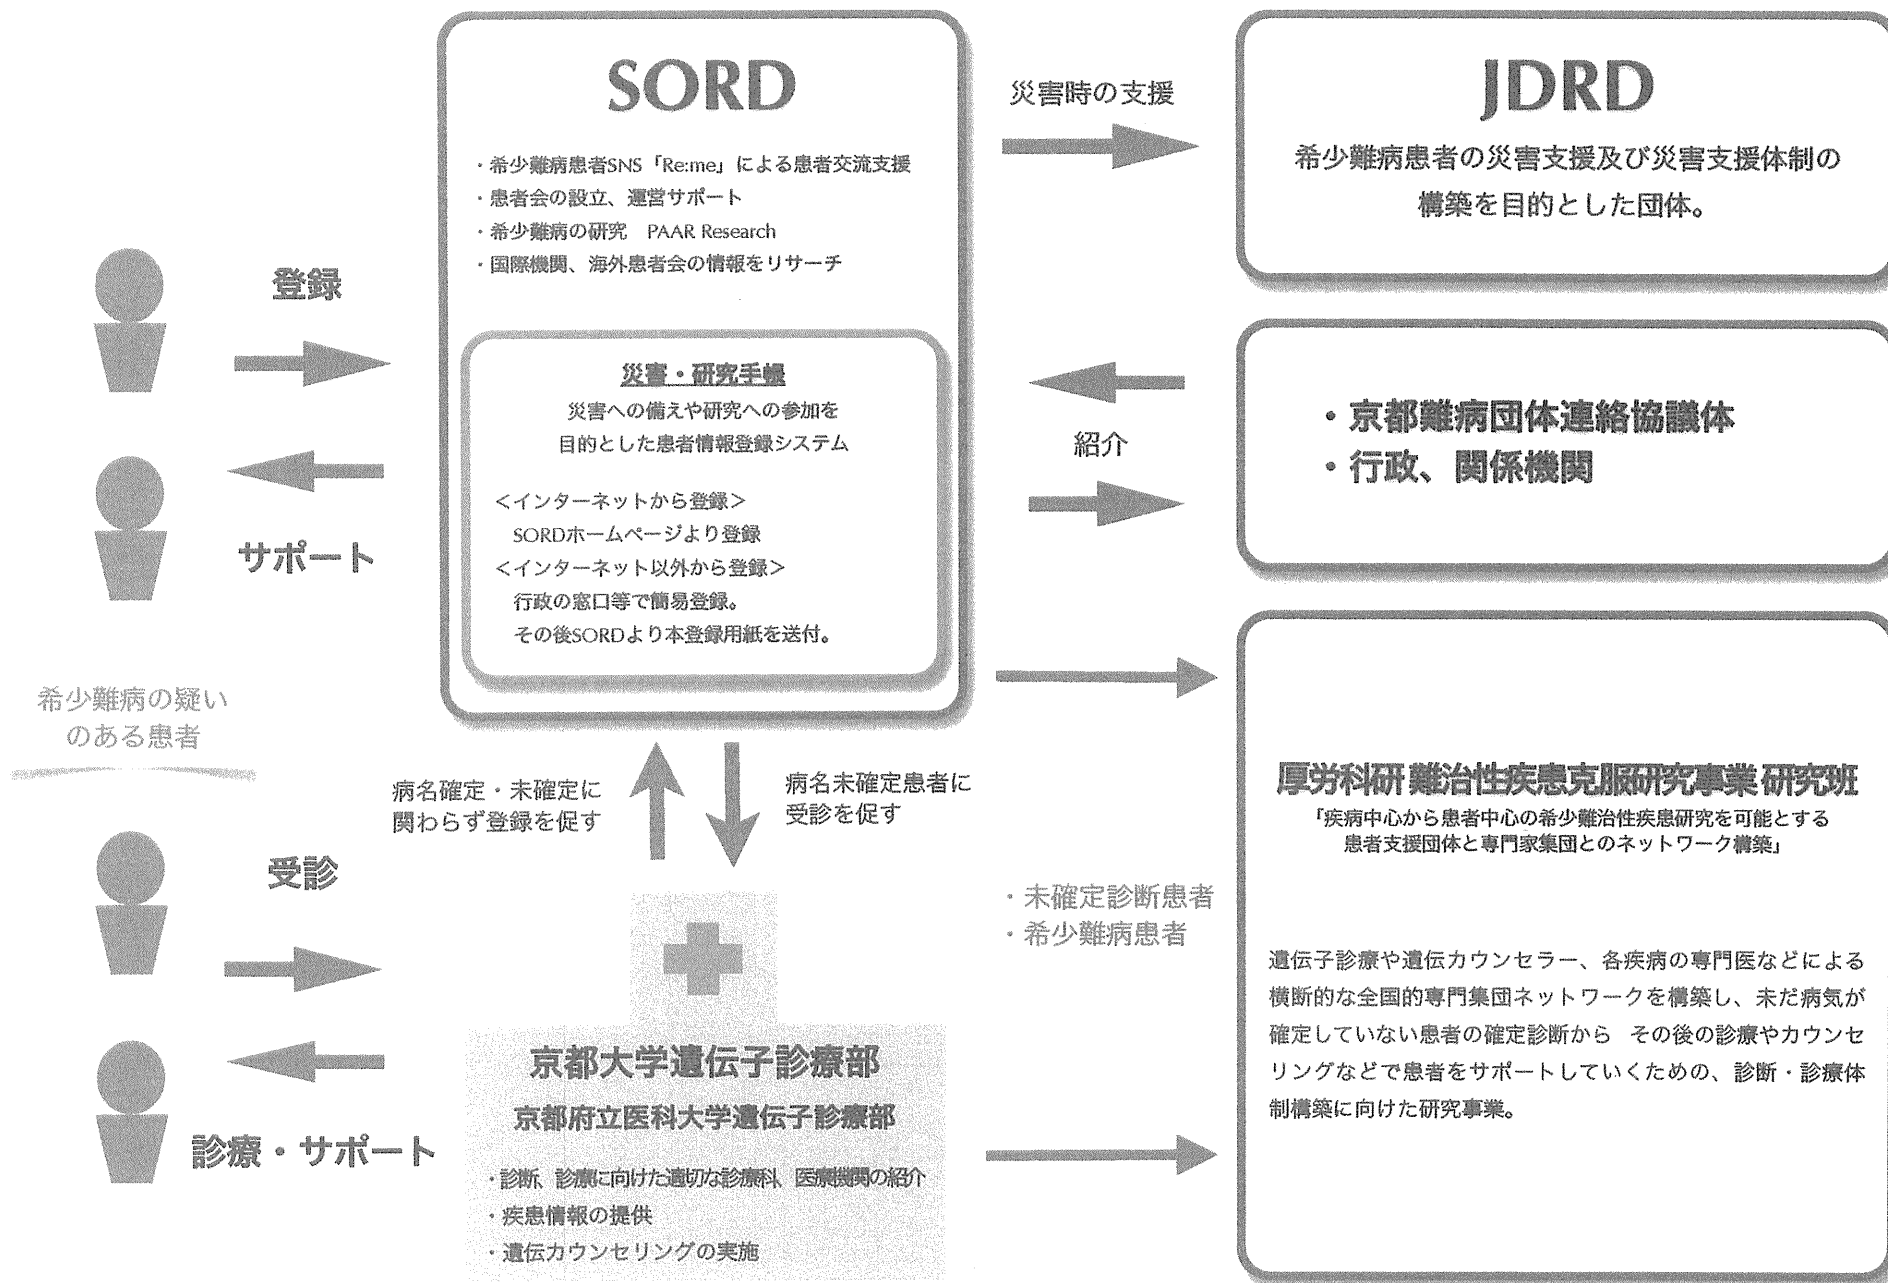 SORD
・希少難病患者SNS「Re:me」による患者交流支援
・患者会の設立、運営サポート
・希少難病の研究　PAAR Research
・国際機関、海外患者会の情報をリサーチ
災害・研究手帳
災害への備えや研究への参加を
目的とした患者情報登録システム
＜インターネットから登録＞
SORDホームページより登録
＜インターネット以外から登録＞
行政の窓口等で簡易登録。
その後SORDより本登録用紙を送付。
災害時の支援
JDRD
希少難病患者の災害支援及び災害支援体制の
構築を目的とした団体。
登録
サポート
紹介
・京都難病団体連絡協議体
・行政、関係機関
希少難病の疑い
のある患者
病名確定・未確定に
関わらず登録を促す
病名未確定患者に
受診を促す
受診
診療・サポート
京都大学遺伝子診療部
京都府立医科大学遺伝子診療部
・診断、診療に向けた適切な診療科、医療機関の紹介
・疾患情報の提供
・遺伝カウンセリングの実施
・未確定診断患者
・希少難病患者
厚労科研 難治性疾患克服研究事業 研究班
「疾病中心から患者中心の希少難治性疾患研究を可能とする
患者支援団体と専門家集団とのネットワーク構築」
遺伝子診療や遺伝カウンセラー、各疾病の専門医などによる
横断的な全国的専門集団ネットワークを構築し、未だ病気が
確定していない患者の確定診断から　その後の診療やカウンセ
リングなどで患者をサポートしていくための、診断・診療体
制構築に向けた研究事業。